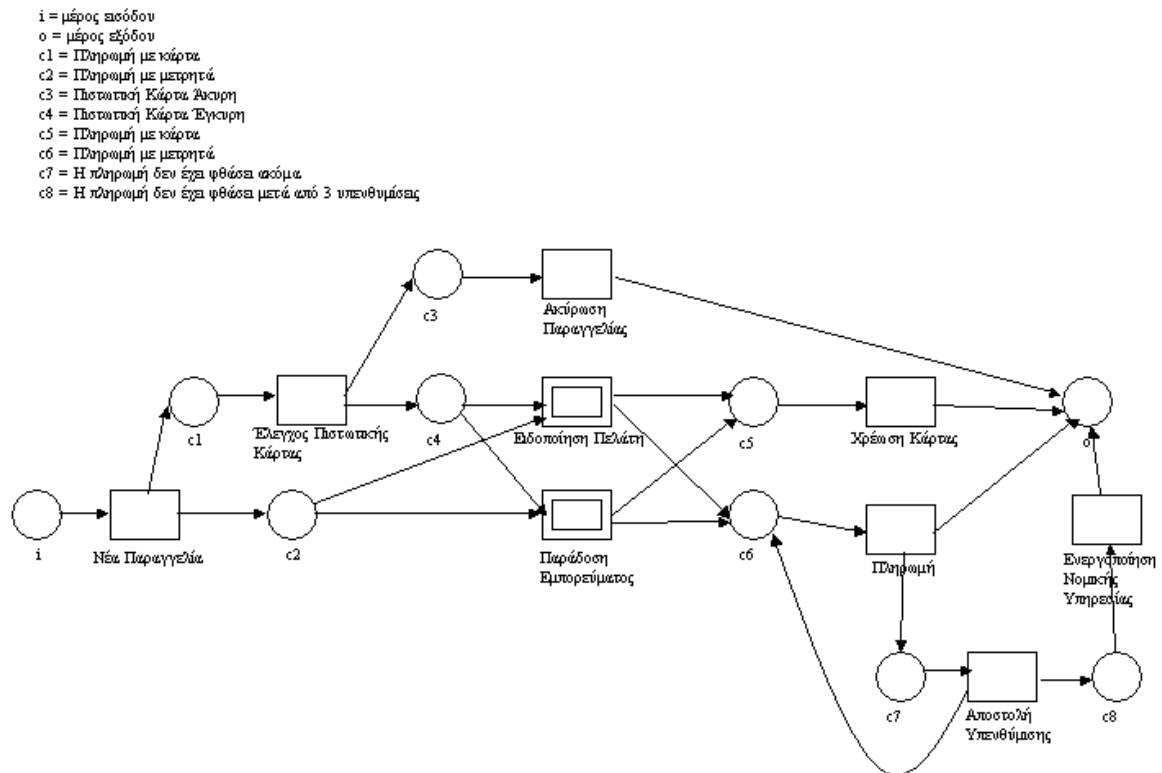 i = μέρος εισόδου
o = μέρος εξόδου
c1 = Πληρωμή με κάρτα
c2 = Πληρωμή με μετρητά
c3 = Πιστωτική Κάρτα Άκυρη
c4 = Πιστωτική Κάρτα Έγκυρη
c5 = Πληρωμή με κάρτα
c6 = Πληρωμή με μετρητά
c7 = Η πληρωμή δεν έχει φθάσει ακόμα
c8 = Η πληρωμή δεν έχει φθάσει μετά από 3 υπενθυμίσεις
c3
Ακύρωση
Παραγγελίας
c1
Έλεγχος Πιστωτικής
Κάρτας
c4
Ειδοποίηση Πελάτη
c5
Χρέωση Κάρτας
o
i
Νέα Παραγγελία
c2
Παράδοση
Εμπορεύματος
c6
Πληρωμή
Ενεργοποίηση
Νομικής
Υπηρεσίας
c7
Αποστολή
Υπενθύμισης
c8